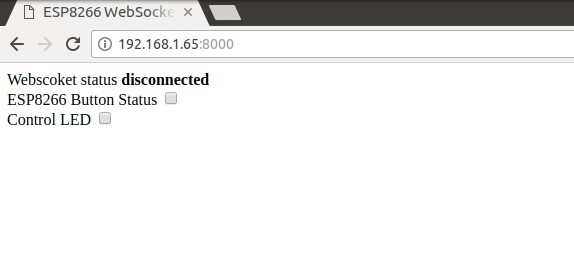 ESP8266 WebSocke
192.168.1.65:8000
Webscoket status disconnected
ESP8266 Button Status
Control LED